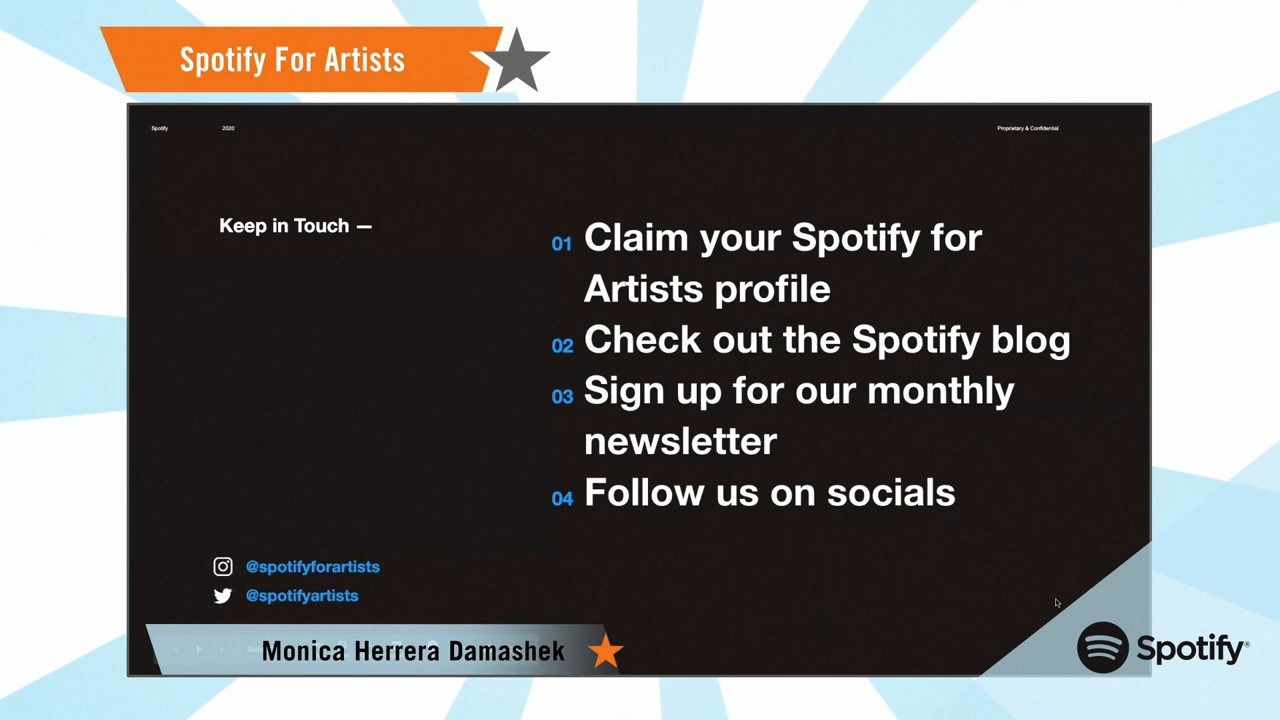 Spotify For Artists
Spotify
2020
Proprietary & Confidential
Keep in Touch —
01 Claim your Spotify for
Artists profile
02 Check out the Spotify blog
03 Sign up for our monthly
newsletter
04 Follow us on socials
@spotifyforartists
@spotifyartists
Monica Herrera Damashek
Spotify®